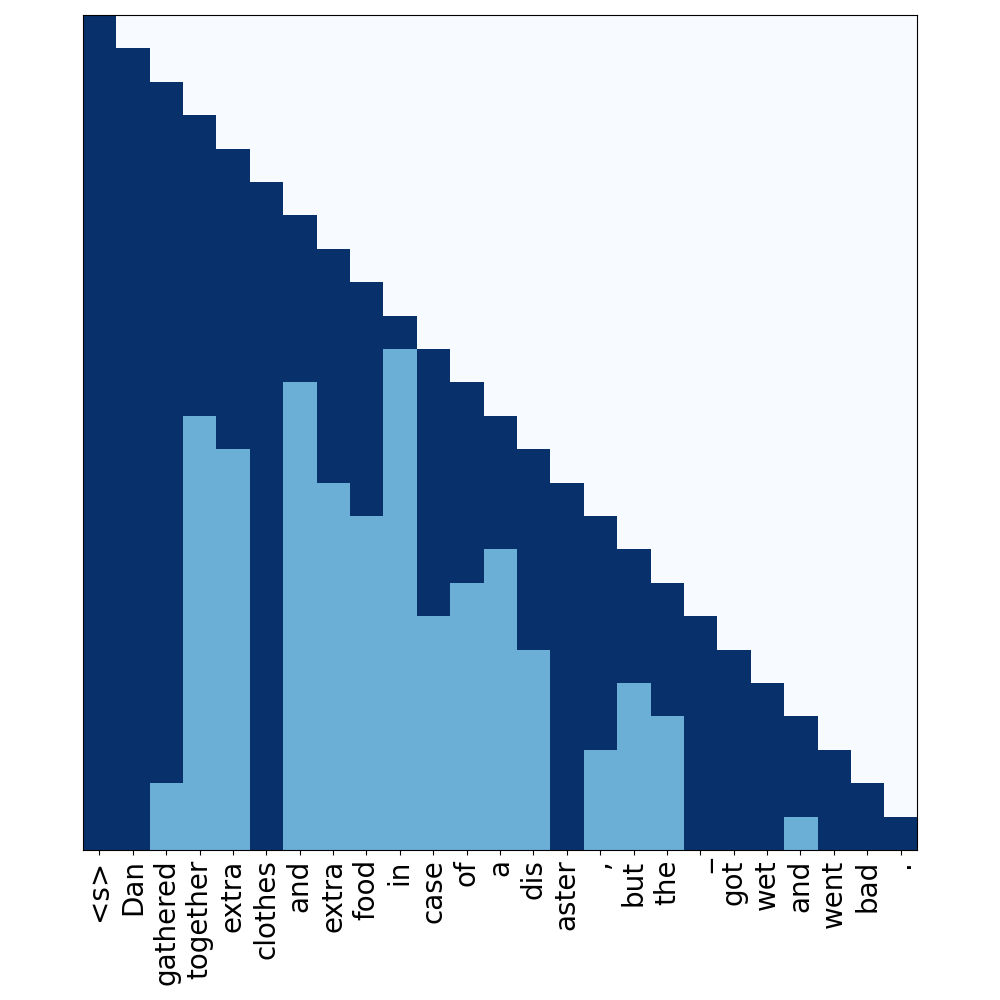 <s> Dan gathered together extra clothes and extra food in case of a dis aster , but the _ got wet and went bad .